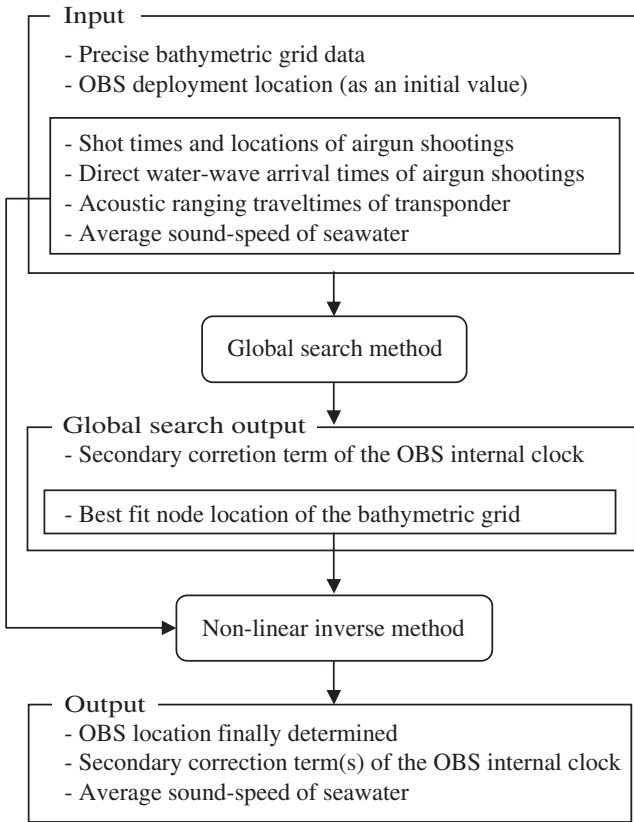 Input
- Precise bathymetric grid data
- OBS deployment location (as an initial value)
- Shot times and locations of airgun shootings
- Direct water-wave arrival times of airgun shootings
- Acoustic ranging traveltimes of transponder
- Average sound-speed of seawater
Global search method
Global search output
- Secondary corretion term of the OBS internal clock
- Best fit node location of the bathymetric grid
Non-linear inverse method
Output
- OBS location finally determined
- Secondary correction term(s) of the OBS internal clock
- Average sound-speed of seawater